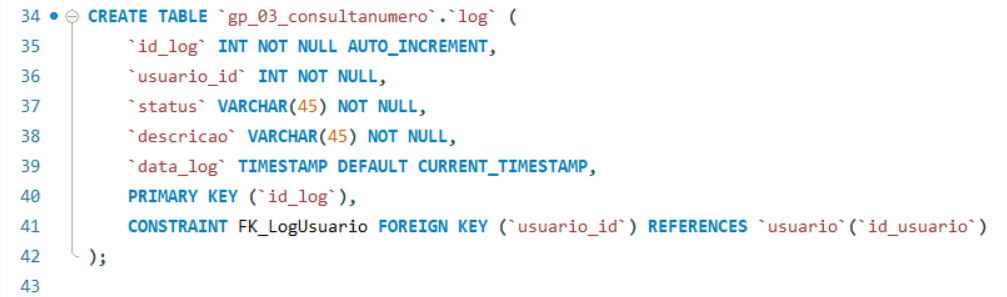 34 CREATE TABLE `gp_03_consultanumero`.`log` (
35 `id_log` INT NOT NULL AUTO_INCREMENT,
36 `usuario_id` INT NOT NULL,
37 `status` VARCHAR(45) NOT NULL,
38 `descricao` VARCHAR(45) NOT NULL,
39 `data_log` TIMESTAMP DEFAULT CURRENT_TIMESTAMP,
40 PRIMARY KEY (`id_log`),
41 CONSTRAINT FK_LogUsuario FOREIGN KEY (`usuario_id`) REFERENCES `usuario`(`id_usuario`)
42 );
43